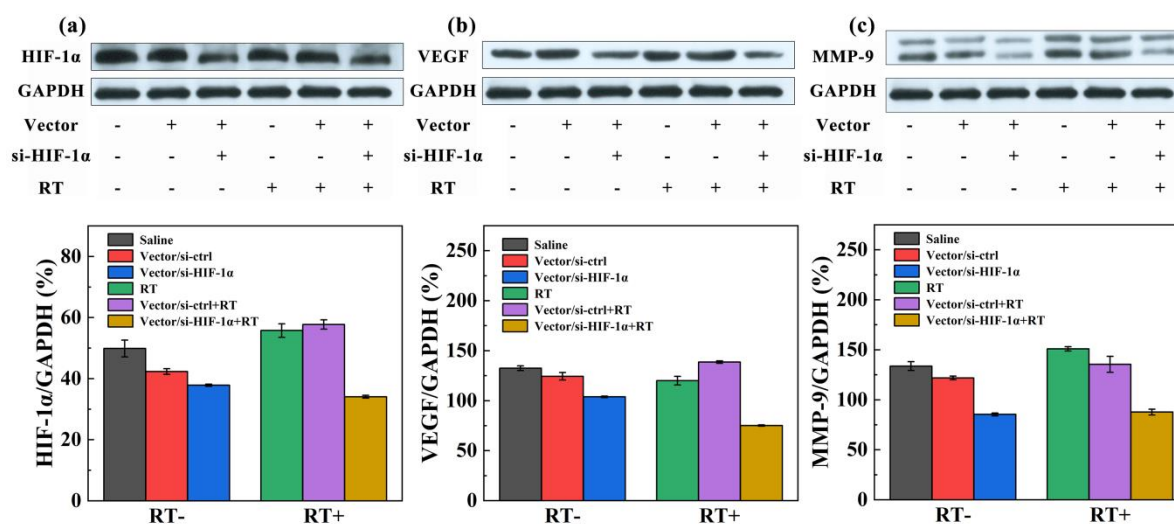 (a)
HIF-1α
GAPDH
Vector - + + - + +
si-HIF-1α + +
RT - - - + + +
(b)
VEGF
GAPDH
Vector - + + - + +
si-HIF-1α + +
RT - - - + + +
(c)
MMP-9
GAPDH
Vector - + + - + +
si-HIF-1α + +
RT - - - + + +
HIF-1α/GAPDH (%)
80
60
40
20
0
Saline
Vector/si-ctrl
Vector/si-HIF-1α
RT
Vector/si-ctrl+RT
Vector/si-HIF-1α+RT
RT- RT+
VEGF/GAPDH (%)
250
200
150
100
50
0
Saline
Vector/si-ctrl
Vector/si-HIF-1α
RT
Vector/si-ctrl+RT
Vector/si-HIF-1α+RT
RT- RT+
MMP-9/GAPDH (%)
250
200
150
100
50
0
Saline
Vector/si-ctrl
Vector/si-HIF-1α
RT
Vector/si-ctrl+RT
Vector/si-HIF-1α+RT
RT- RT+